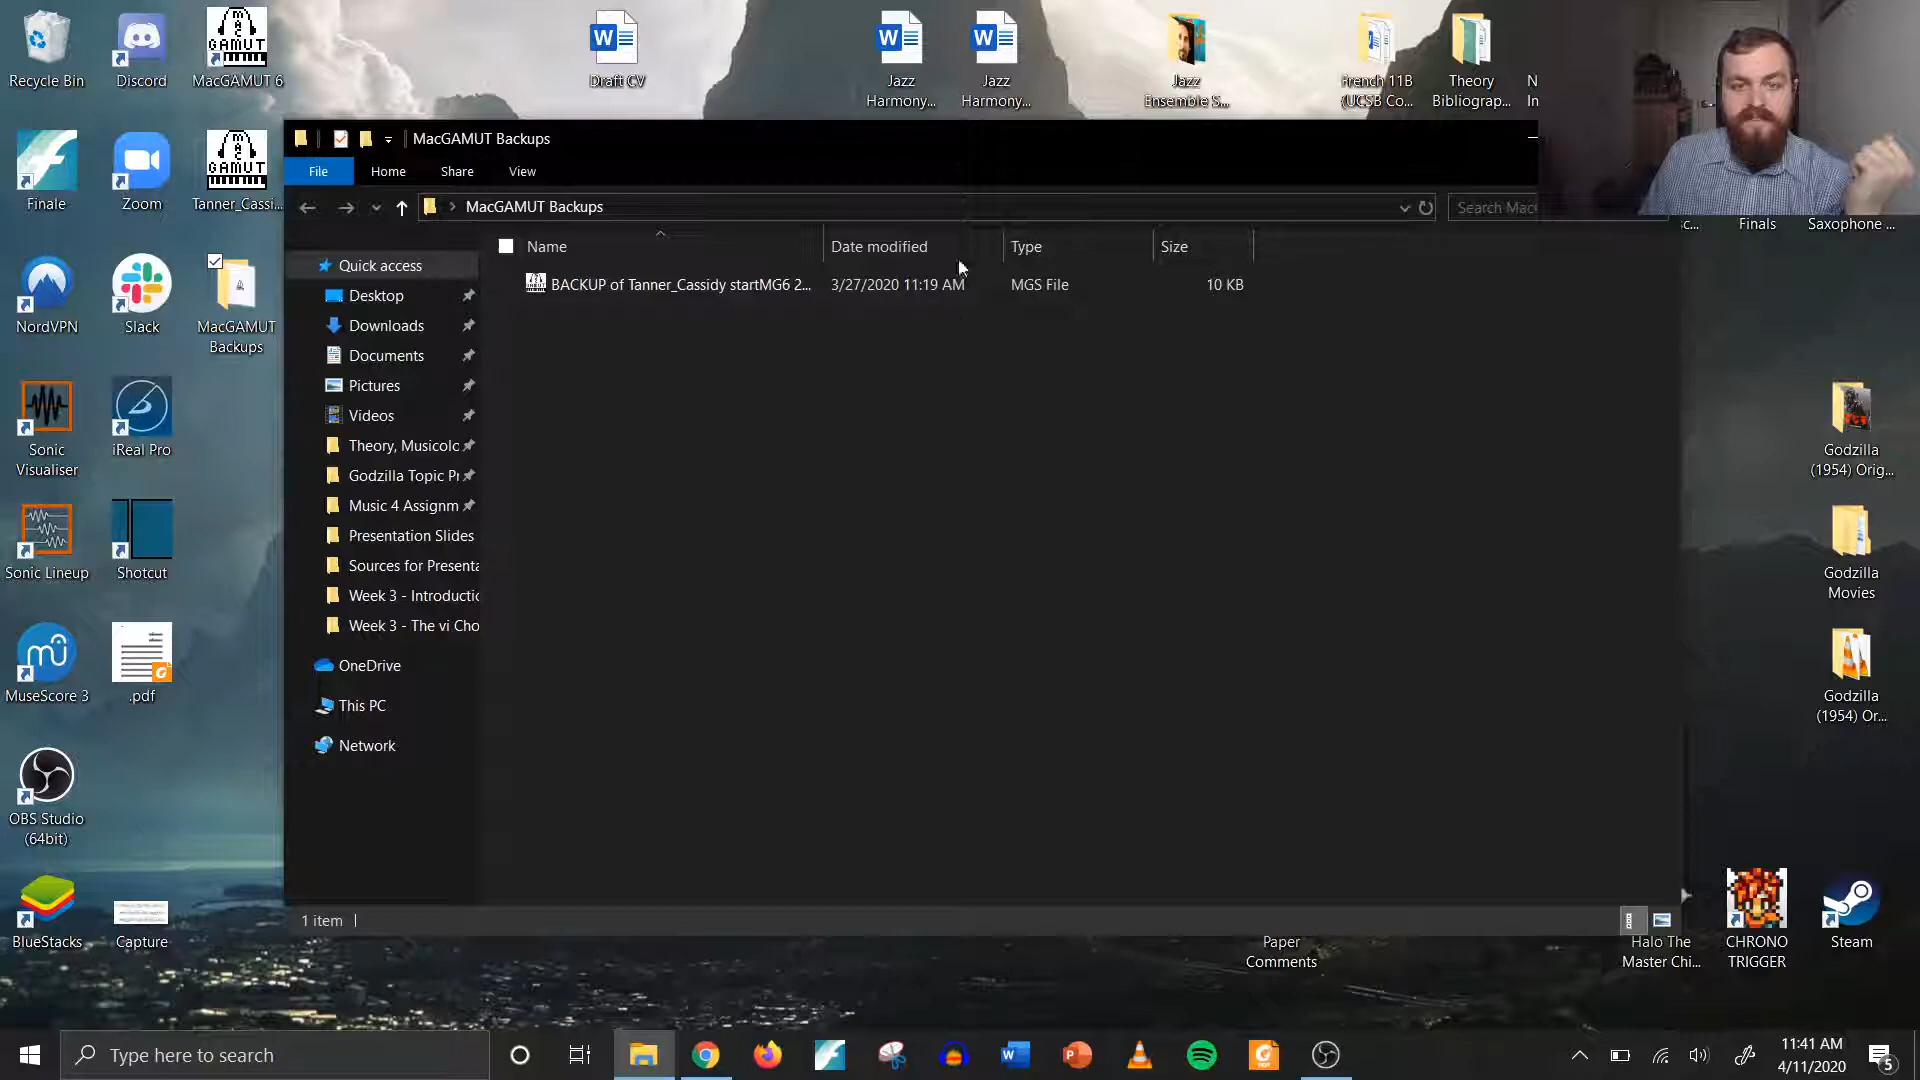 Recycle Bin
Discord
MacGAMUT 6
Draft CV
Jazz
Harmony...
Jazz
Harmony...
Jazz
Ensemble S...
French 11B
(UCSB Co...
Theory
Bibliograp...
N
In
Finale
Zoom
Tanner_Cassi...
NordVPN
Slack
MacGAMUT
Backups
Sonic
Visualiser
iReal Pro
Sonic Lineup
Shotcut
MuseScore 3
.pdf
OBS Studio
(64bit)
BlueStacks
Capture
MacGAMUT Backups
File
Home
Share
View
MacGAMUT Backups
Search Mac
Name
Date modified
Type
Size
BACKUP of Tanner_Cassidy startMG6 2...
3/27/2020 11:19 AM
MGS File
10 KB
Quick access
Desktop
Downloads
Documents
Pictures
Videos
Theory, Musicolo
Godzilla Topic Pr
Music 4 Assignm
Presentation Slides
Sources for Presenta
Week 3 - Introductio
Week 3 - The vi Cho
OneDrive
This PC
Network
1 item
sc...
Finals
Saxophone ...
Godzilla
(1954) Orig...
Godzilla
Movies
Godzilla
(1954) Or...
Paper
Comments
Halo The
Master Chi...
CHRONO
TRIGGER
Steam
Type here to search
11:41 AM
4/11/2020
5